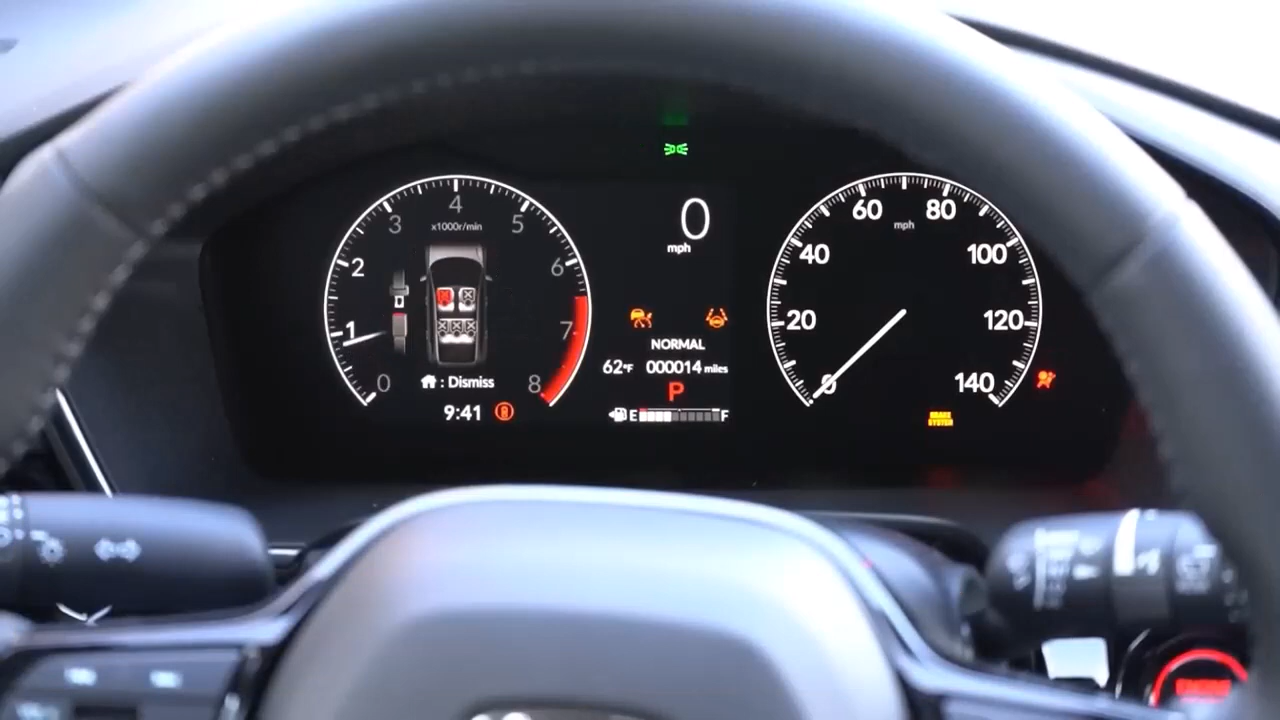 4
3
5
x1000r/min
2
6
1
7
0
8
: Dismiss
9:41
0
mph
NORMAL
62°F 000014 miles
P
E F
60 80
mph
40 100
20 120
0 140
BRAKE
SYSTEM
ENGINE